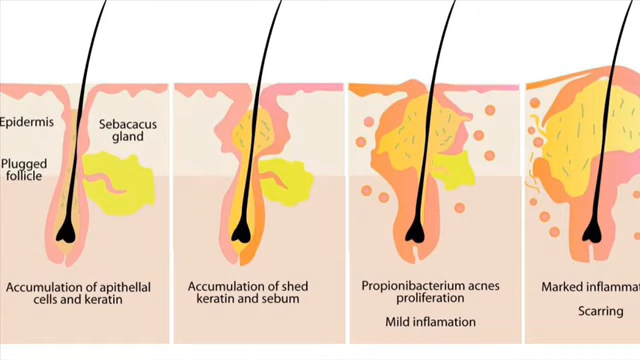 Epidermis
Sebacacus
gland
Plugged
follicle
Accumulation of apithellal
cells and keratin
Accumulation of shed
keratin and sebum
Propionibacterium acnes
proliferation
Mild inflamation
Marked inflammat
Scarring